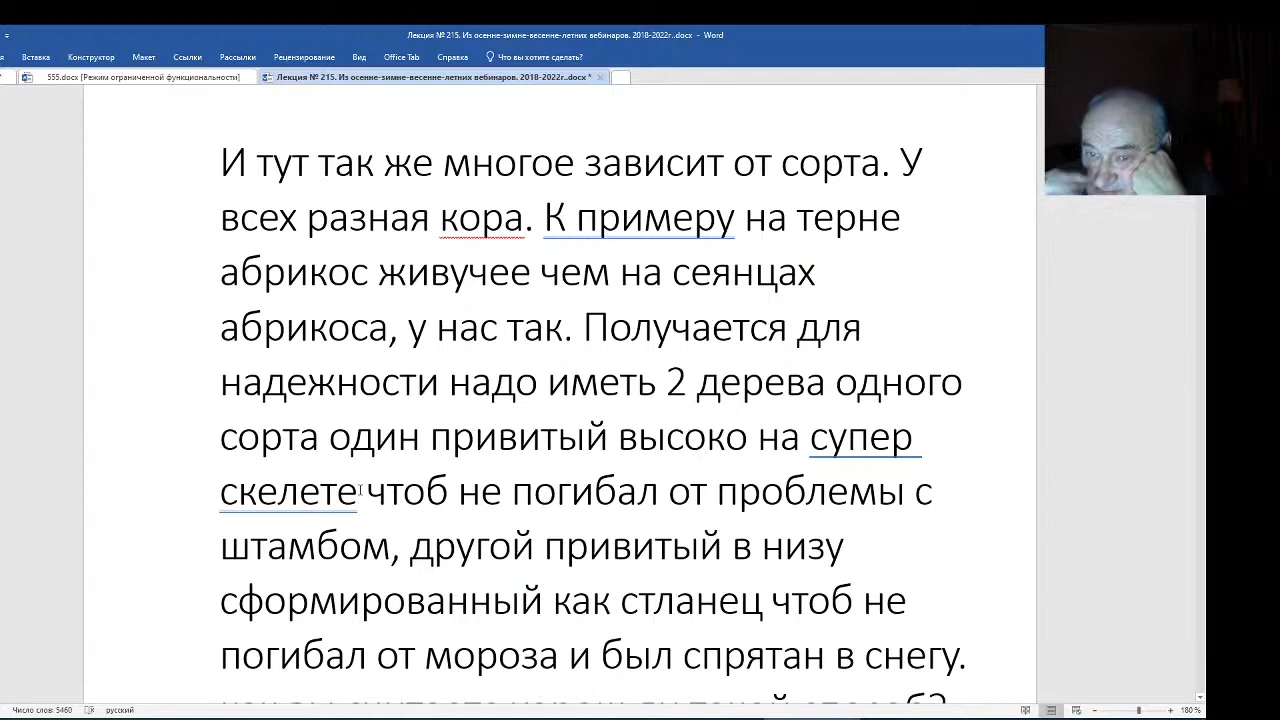 Лекция № 215. Из осенне-зимне-весенне-летних вебинаров. 2018-2022г..docx - Word
Вставка Конструктор Макет Ссылки Рассылки Рецензирование Вид Office Tab Справка Что вы хотите сделать?
555.docx [Режим ограниченной функциональности] Лекция № 215. Из осенне-зимне-весенне-летних вебинаров. 2018-2022г..docx *
И тут так же многое зависит от сорта. У
всех разная кора. К примеру на терне
абрикос живучее чем на сеянцах
абрикоса, у нас так. Получается для
надежности надо иметь 2 дерева одного
сорта один привитый высоко на супер
скелете чтоб не погибал от проблемы с
штамбом, другой привитый в низу
сформированный как стланец чтоб не
погибал от мороза и был спрятан в снегу.
Число слов: 5460 русский 180 %